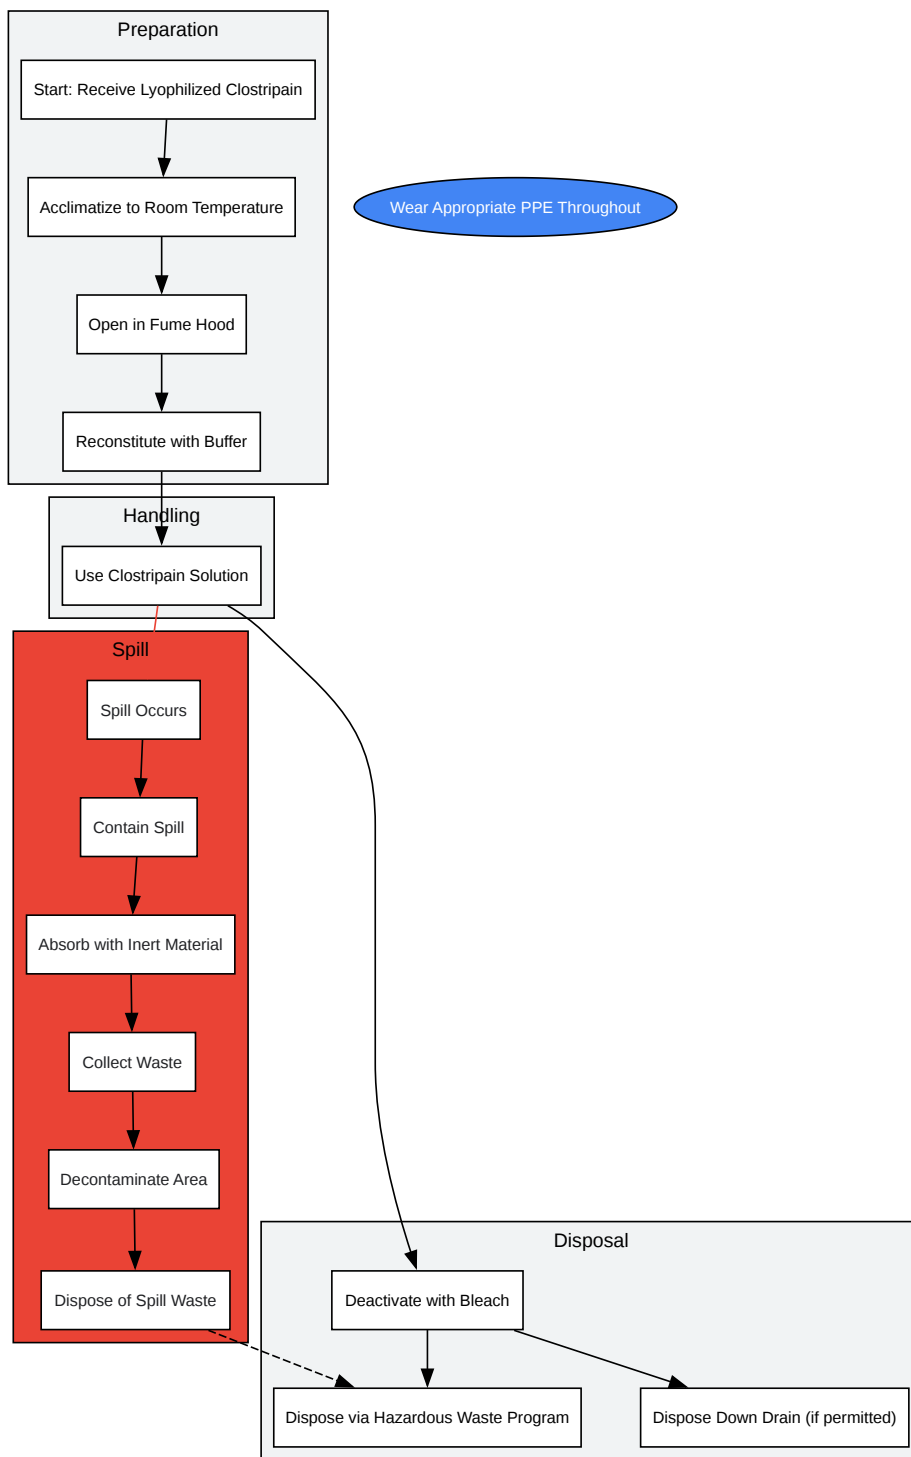 Preparation
Start: Receive Lyophilized Clostripain
Acclimatize to Room Temperature
Wear Appropriate PPE Throughout
Open in Fume Hood
Reconstitute with Buffer
Handling
Use Clostripain Solution
Spill
Spill Occurs
Contain Spill
Absorb with Inert Material
Collect Waste
Decontaminate Area
Dispose of Spill Waste
Disposal
Deactivate with Bleach
Dispose via Hazardous Waste Program
Dispose Down Drain (if permitted)